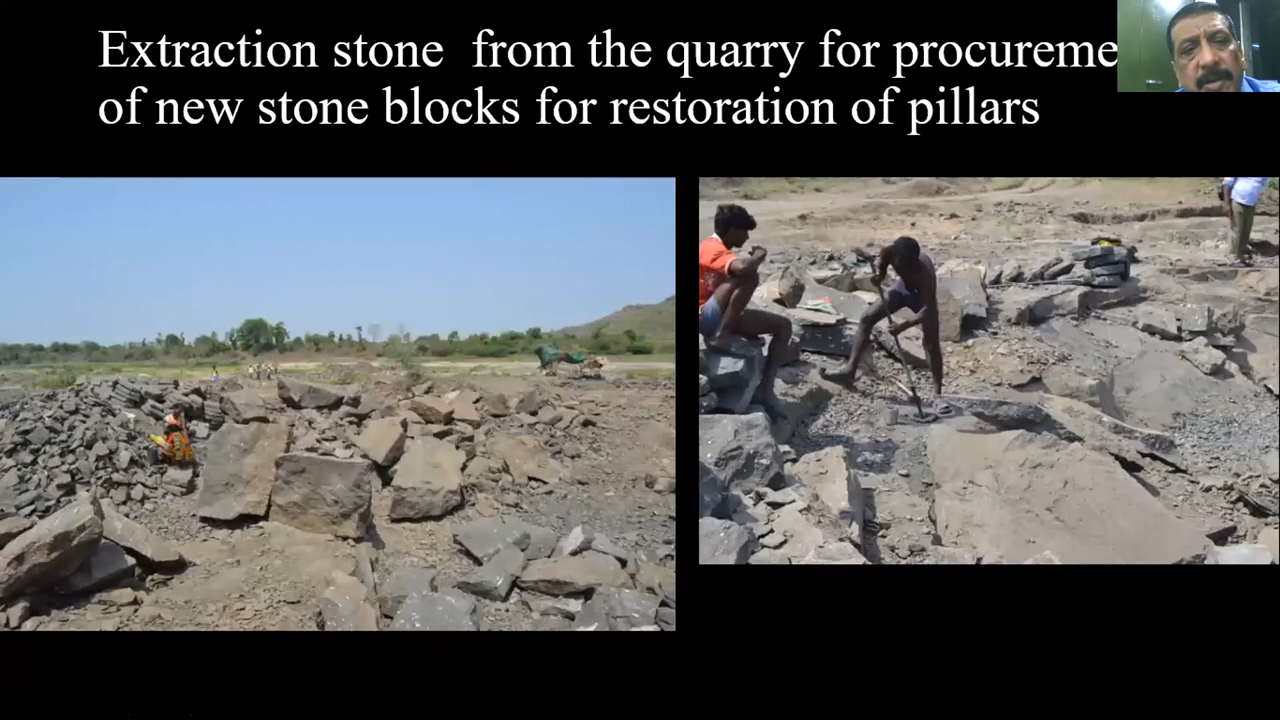 Extraction stone from the quarry for procureme
of new stone blocks for restoration of pillars